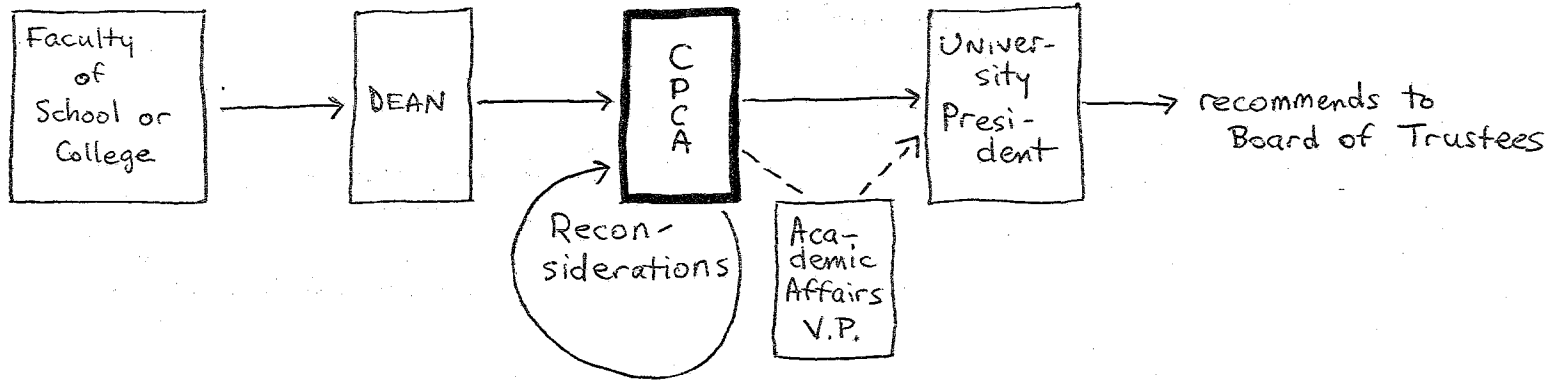 Faculty
of
School or
College
DEAN
C
P
C
A
UNiver-
sity
Presi-
dent
recommends to
Board of Trustees
Recon-
siderations
Aca-
demic
Affairs
V.P.